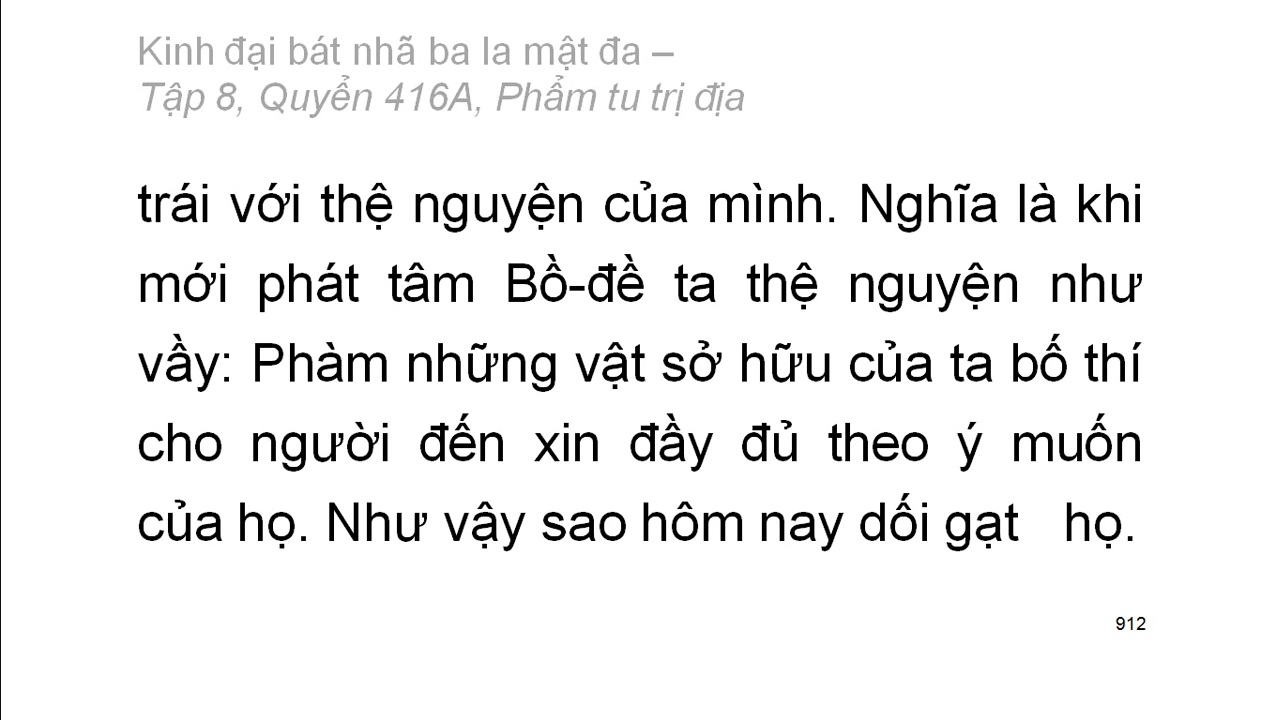 Kinh đại bát nhã ba la mật đa –
Tập 8, Quyển 416A, Phẩm tu trị địa
trái với thệ nguyện của mình. Nghĩa là khi
mới phát tâm Bồ-đề ta thệ nguyện như
vầy: Phàm những vật sở hữu của ta bố thí
cho người đến xin đầy đủ theo ý muốn
của họ. Như vậy sao hôm nay dối gạt họ.
912